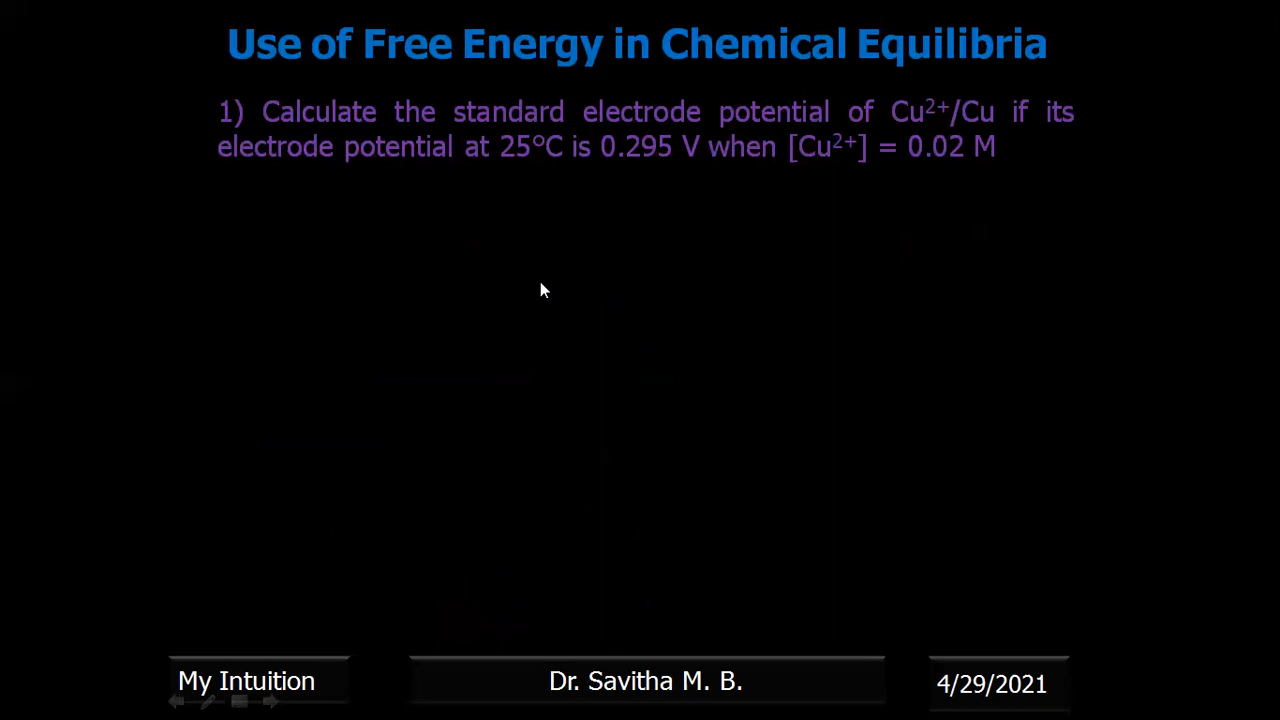 Use of Free Energy in Chemical Equilibria
1) Calculate the standard electrode potential of Cu²⁺/Cu if its
electrode potential at 25°C is 0.295 V when [Cu²⁺] = 0.02 M
My Intuition
Dr. Savitha M. B.
4/29/2021